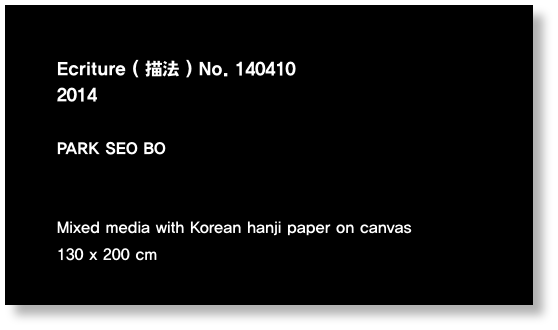 Ecriture ( 描法 ) No. 140410
2014
PARK SEO BO
Mixed media with Korean hanji paper on canvas
130 x 200 cm